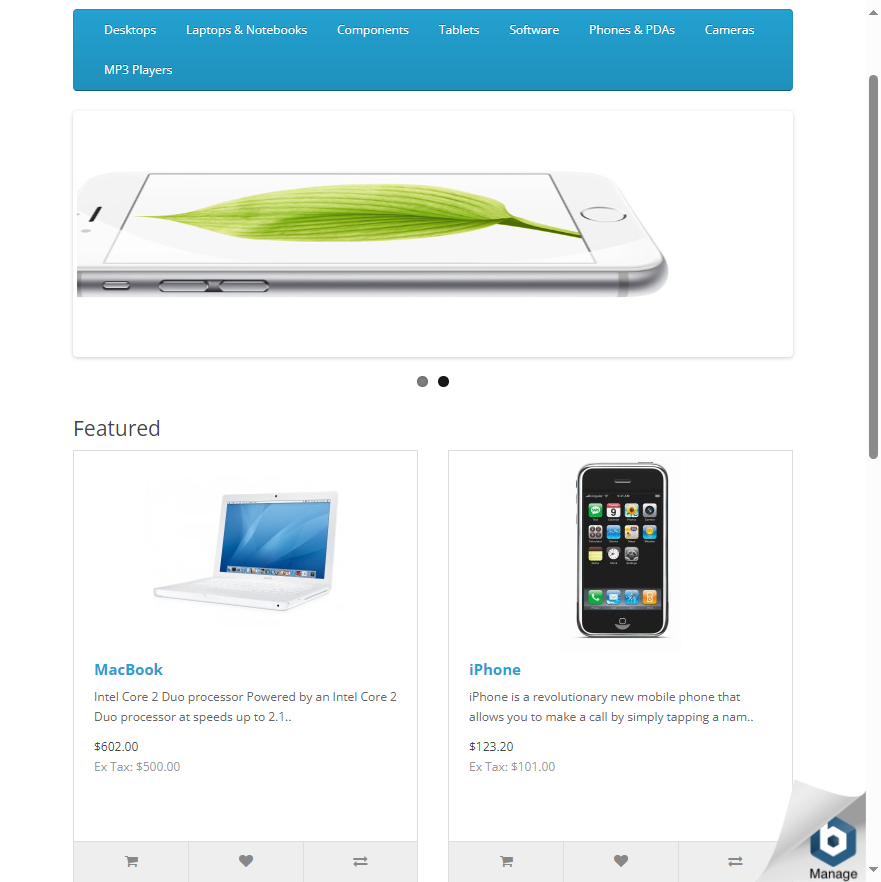 Desktops Laptops & Notebooks Components Tablets Software Phones & PDAs Cameras
MP3 Players
Featured
MacBook
Intel Core 2 Duo processor Powered by an Intel Core 2
Duo processor at speeds up to 2.1..
$602.00
Ex Tax: $500.00
iPhone
iPhone is a revolutionary new mobile phone that
allows you to make a call by simply tapping a nam..
$123.20
Ex Tax: $101.00
Manage